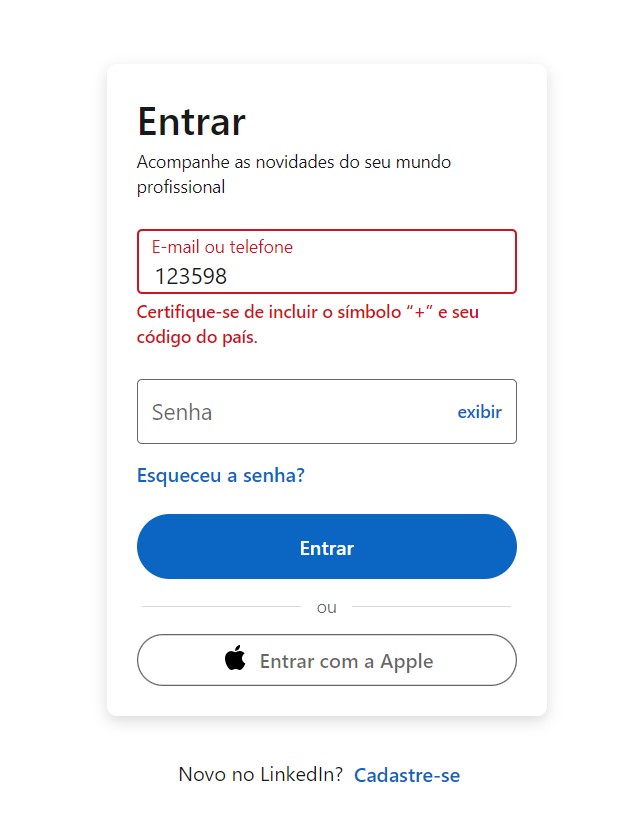 Entrar
Acompanhe as novidades do seu mundo
profissional
E-mail ou telefone
123598
Certifique-se de incluir o símbolo “+” e seu
código do país.
Senha exibir
Esqueceu a senha?
Entrar
ou
Entrar com a Apple
Novo no LinkedIn? Cadastre-se